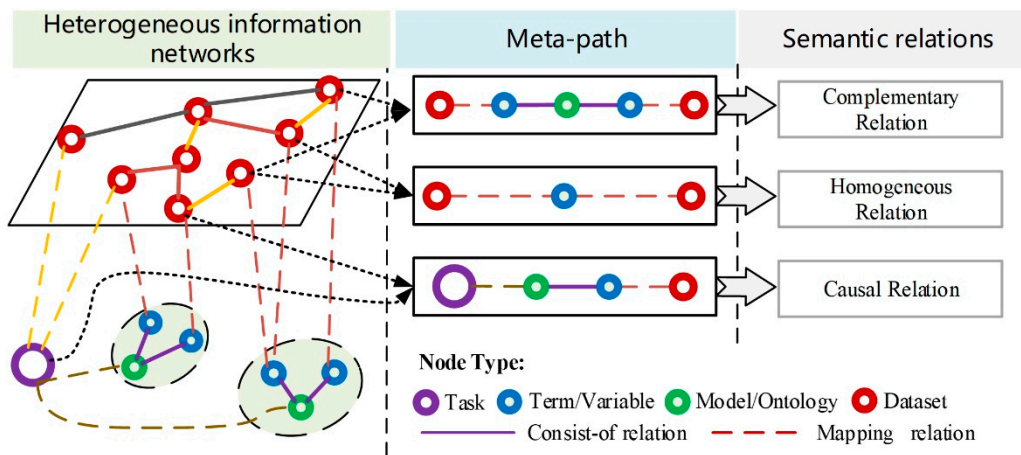 Heterogeneous information
networks
Meta-path
Semantic relations
Complementary
Relation
Homogeneous
Relation
Causal Relation
Node Type:
Task
Term/Variable
Model/Ontology
Dataset
Consist-of relation
Mapping relation